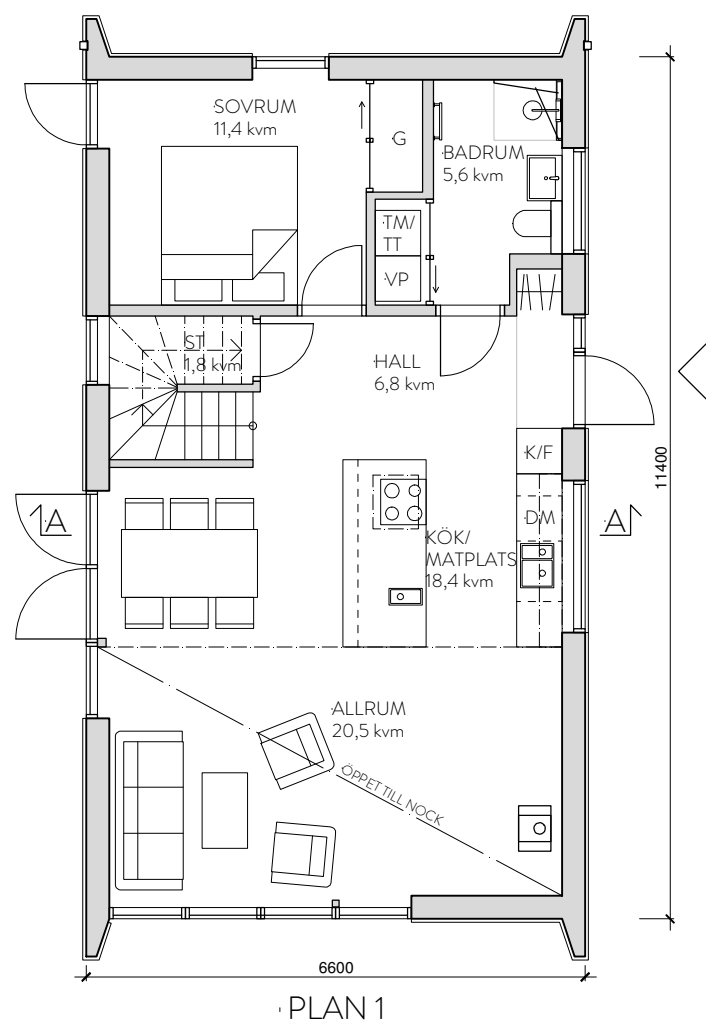 SOVRUM
11,4 kvm
G
BADRUM
5,6 kvm
TM/
TT
VP
ST
1,8 kvm
HALL
6,8 kvm
K/F
11400
A
DM
A
KÖK/
MATPLATS
18,4 kvm
ALLRUM
20,5 kvm
ÖPPET TILL NOCK
6600
PLAN 1